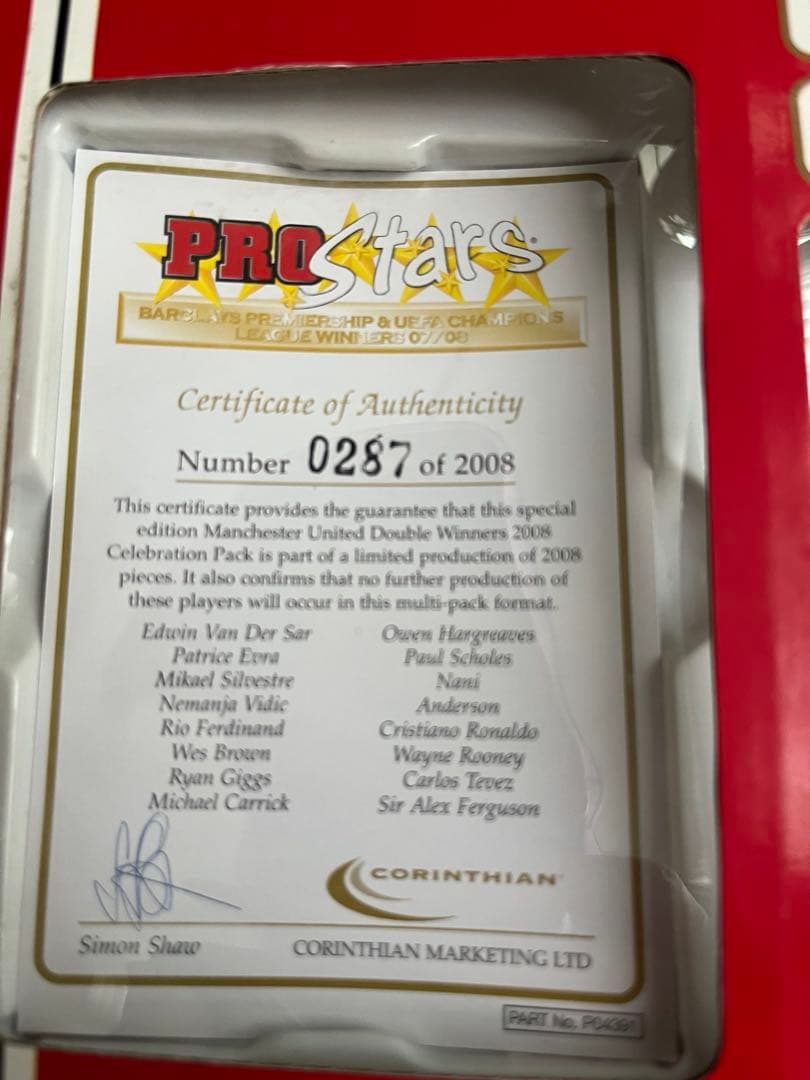 PROStars
BARCLAYS PREMIERSHIP & UEFA CHAMPIONS
LEAGUE WINNERS 07/08
Certificate of Authenticity
Number 0287 of 2008
This certificate provides the guarantee that this special
edition Manchester United Double Winners 2008
Celebration Pack is part of a limited production of 2008
pieces. It also confirms that no further production of
these players will occur in this multi-pack format.
Edwin Van Der Sar
Patrice Evra
Mikael Silvestre
Nemanja Vidic
Rio Ferdinand
Wes Brown
Ryan Giggs
Michael Carrick
Owen Hargreaves
Paul Scholes
Nani
Anderson
Cristiano Ronaldo
Wayne Rooney
Carlos Tevez
Sir Alex Ferguson
CORINTHIAN
Simon Shaw
CORINTHIAN MARKETING LTD
PART No.